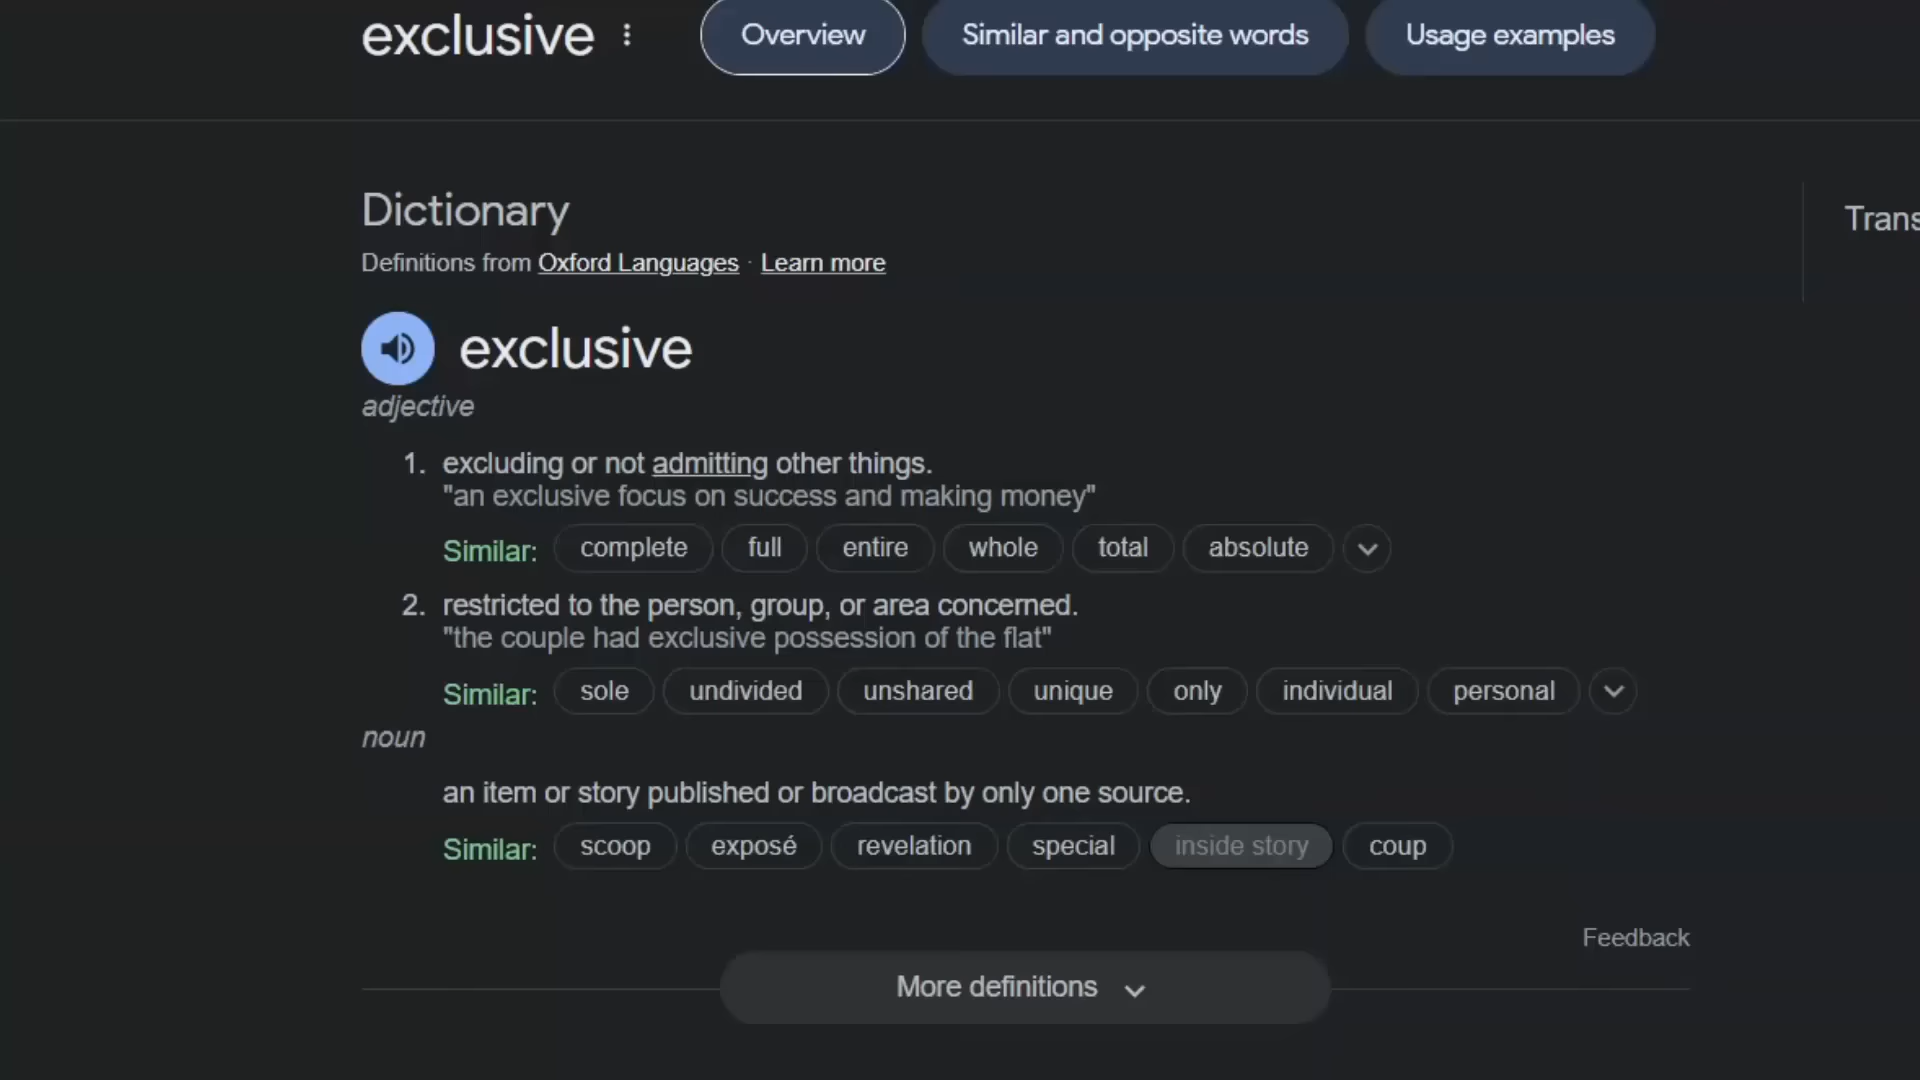 exclusive
Overview
Similar and opposite words
Usage examples
Dictionary
Definitions from Oxford Languages · Learn more
Trans
exclusive
adjective
1. excluding or not admitting other things.
"an exclusive focus on success and making money"
Similar: complete full entire whole total absolute
2. restricted to the person, group, or area concerned.
"the couple had exclusive possession of the flat"
Similar: sole undivided unshared unique only individual personal
noun
an item or story published or broadcast by only one source.
Similar: scoop exposé revelation special inside story coup
Feedback
More definitions